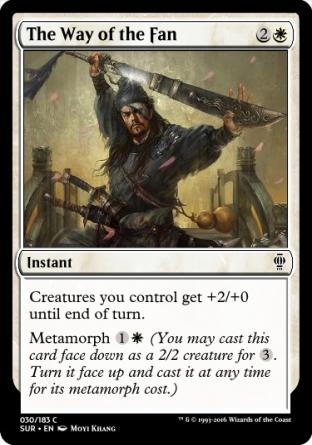 The Way of the Fan 2
Instant
Creatures you control get +2/+0
until end of turn.
Metamorph 1 (You may cast this
card face down as a 2/2 creature for 3.
Turn it face up and cast it at any time
for its metamorph cost.)
030/183 C
SUR • EN Moyi Khang
™ & © 1993-2016 Wizards of the Coast